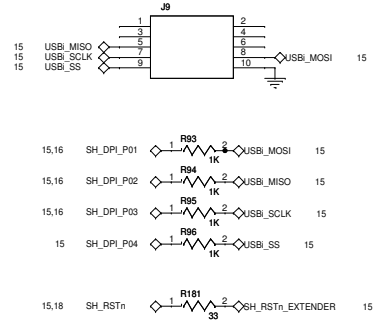 J9
1 2
3 4
15 USBi_MISO 5 6
15 USBi_SCLK 7 8 USBi_MOSI 15
15 USBi_SS 9 10
R93
15,16 SH_DPI_P01 1 2 USBi_MOSI 15
1K
R94
15,16 SH_DPI_P02 1 2 USBi_MISO 15
1K
R95
15,16 SH_DPI_P03 1 2 USBi_SCLK 15
1K
R96
15 SH_DPI_P04 1 2 USBi_SS 15
1K
R181
15,18 SH_RSTn 1 2 SH_RSTn_EXTENDER 15
33